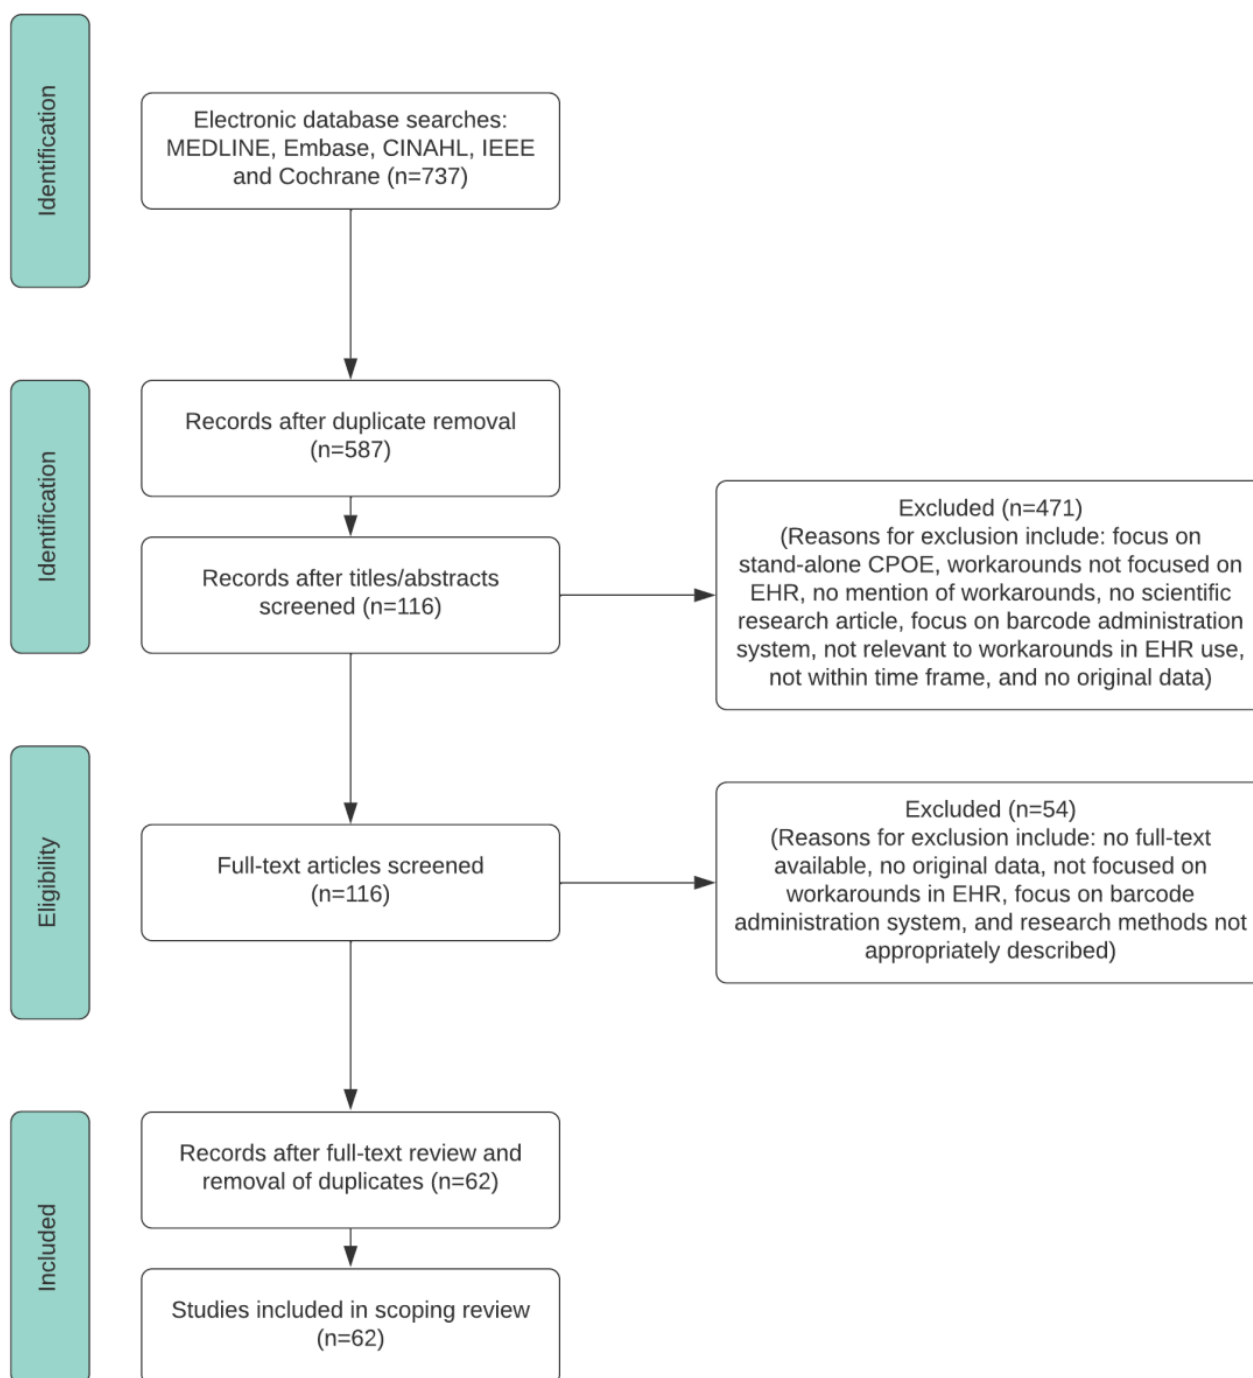 Identification
Electronic database searches:
MEDLINE, Embase, CINAHL, IEEE
and Cochrane (n=737)
Identification
Records after duplicate removal
(n=587)
Records after titles/abstracts
screened (n=116)
Excluded (n=471)
(Reasons for exclusion include: focus on
stand-alone CPOE, workarounds not focused on
EHR, no mention of workarounds, no scientific
research article, focus on barcode administration
system, not relevant to workarounds in EHR use,
not within time frame, and no original data)
Eligibility
Full-text articles screened
(n=116)
Excluded (n=54)
(Reasons for exclusion include: no full-text
available, no original data, not focused on
workarounds in EHR, focus on barcode
administration system, and research methods not
appropriately described)
Included
Records after full-text review and
removal of duplicates (n=62)
Studies included in scoping review
(n=62)